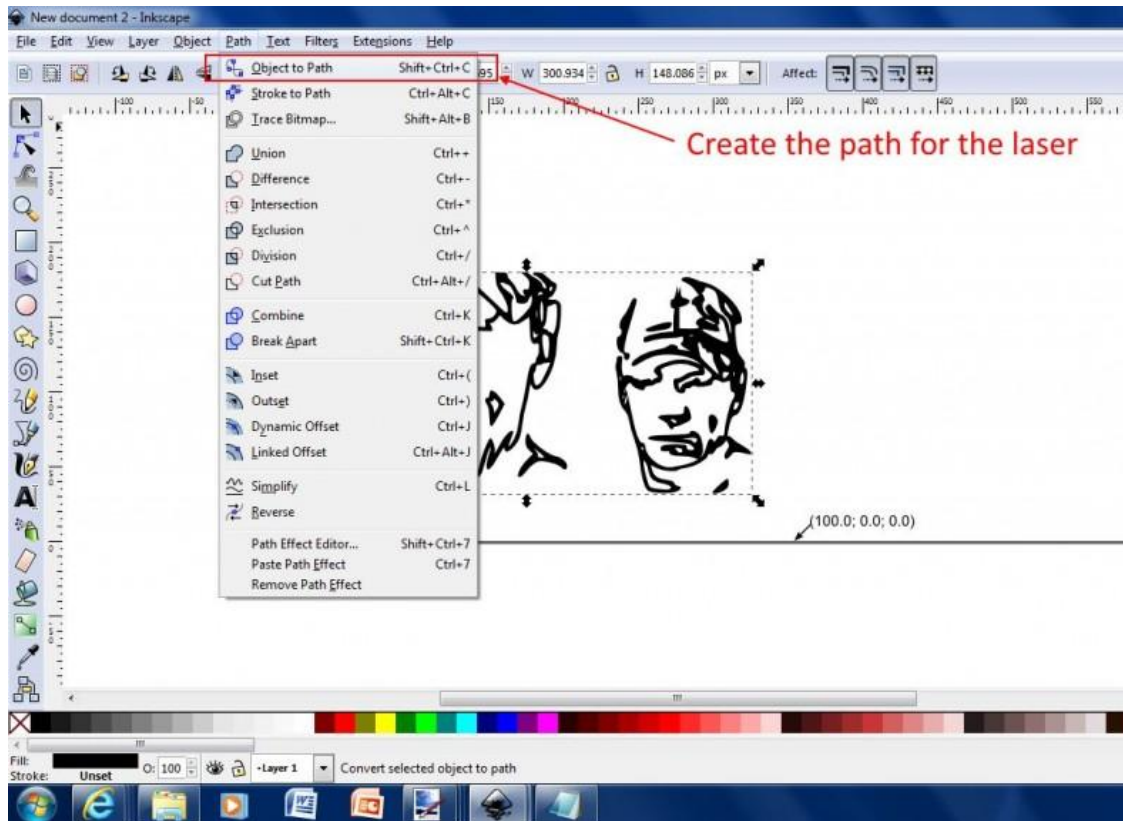 New document 2 - Inkscape
File Edit View Layer Object Path Text Filters Extensions Help
Object to Path Shift+Ctrl+C
95 W 300.934 H 148.086 px Affect:
Stroke to Path Ctrl+Alt+C
Trace Bitmap... Shift+Alt+B
Create the path for the laser
Union Ctrl++
Difference Ctrl+-
Intersection Ctrl+*
Exclusion Ctrl+^
Division Ctrl+/
Cut Path Ctrl+Alt+/
Combine Ctrl+K
Break Apart Shift+Ctrl+K
Inset Ctrl+(
Outset Ctrl+)
Dynamic Offset Ctrl+J
Linked Offset Ctrl+Alt+J
Simplify Ctrl+L
Reverse
(100.0; 0.0; 0.0)
Path Effect Editor... Shift+Ctrl+7
Paste Path Effect Ctrl+7
Remove Path Effect
Fill:
Stroke: Unset O: 100 -Layer 1 Convert selected object to path